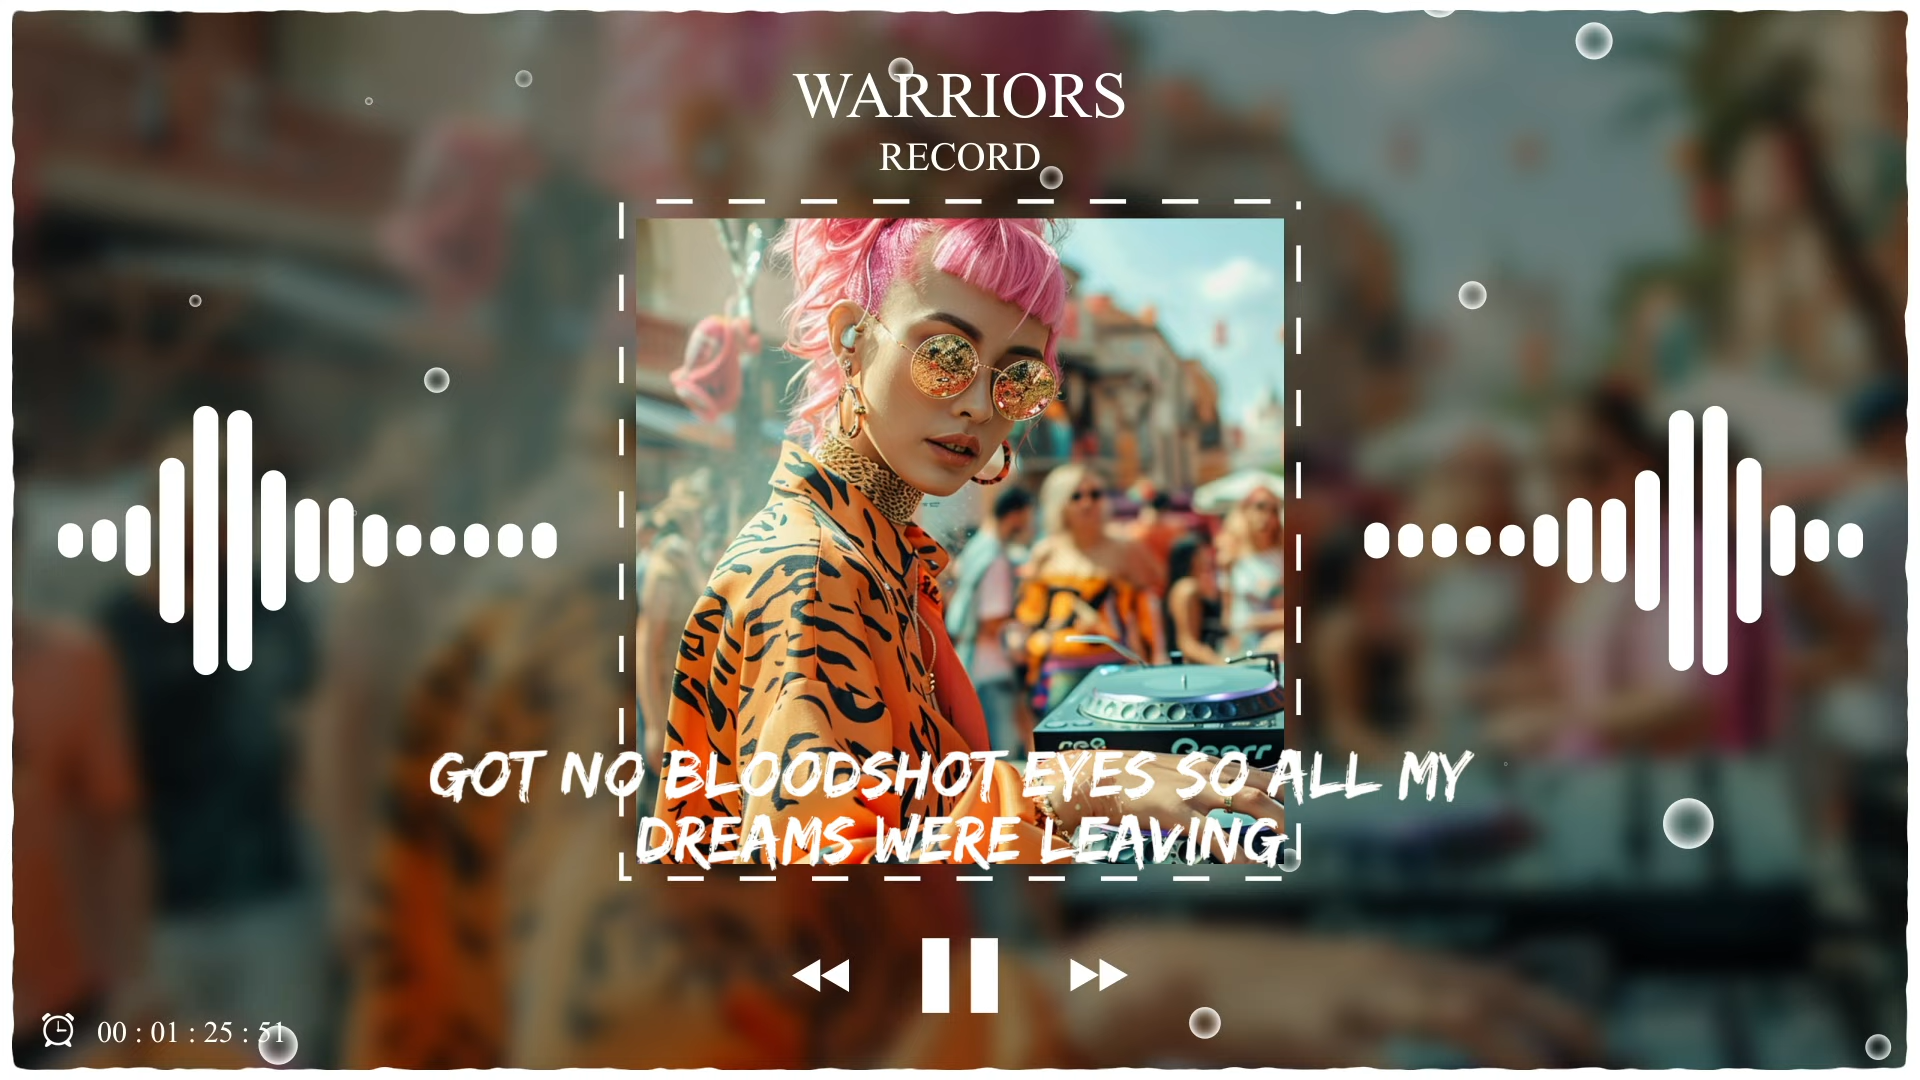 WARRIORS
RECORD
GOT NO BLOODSHOT EYES SO ALL MY
DREAMS WERE LEAVING
00 : 01 : 25 : 51